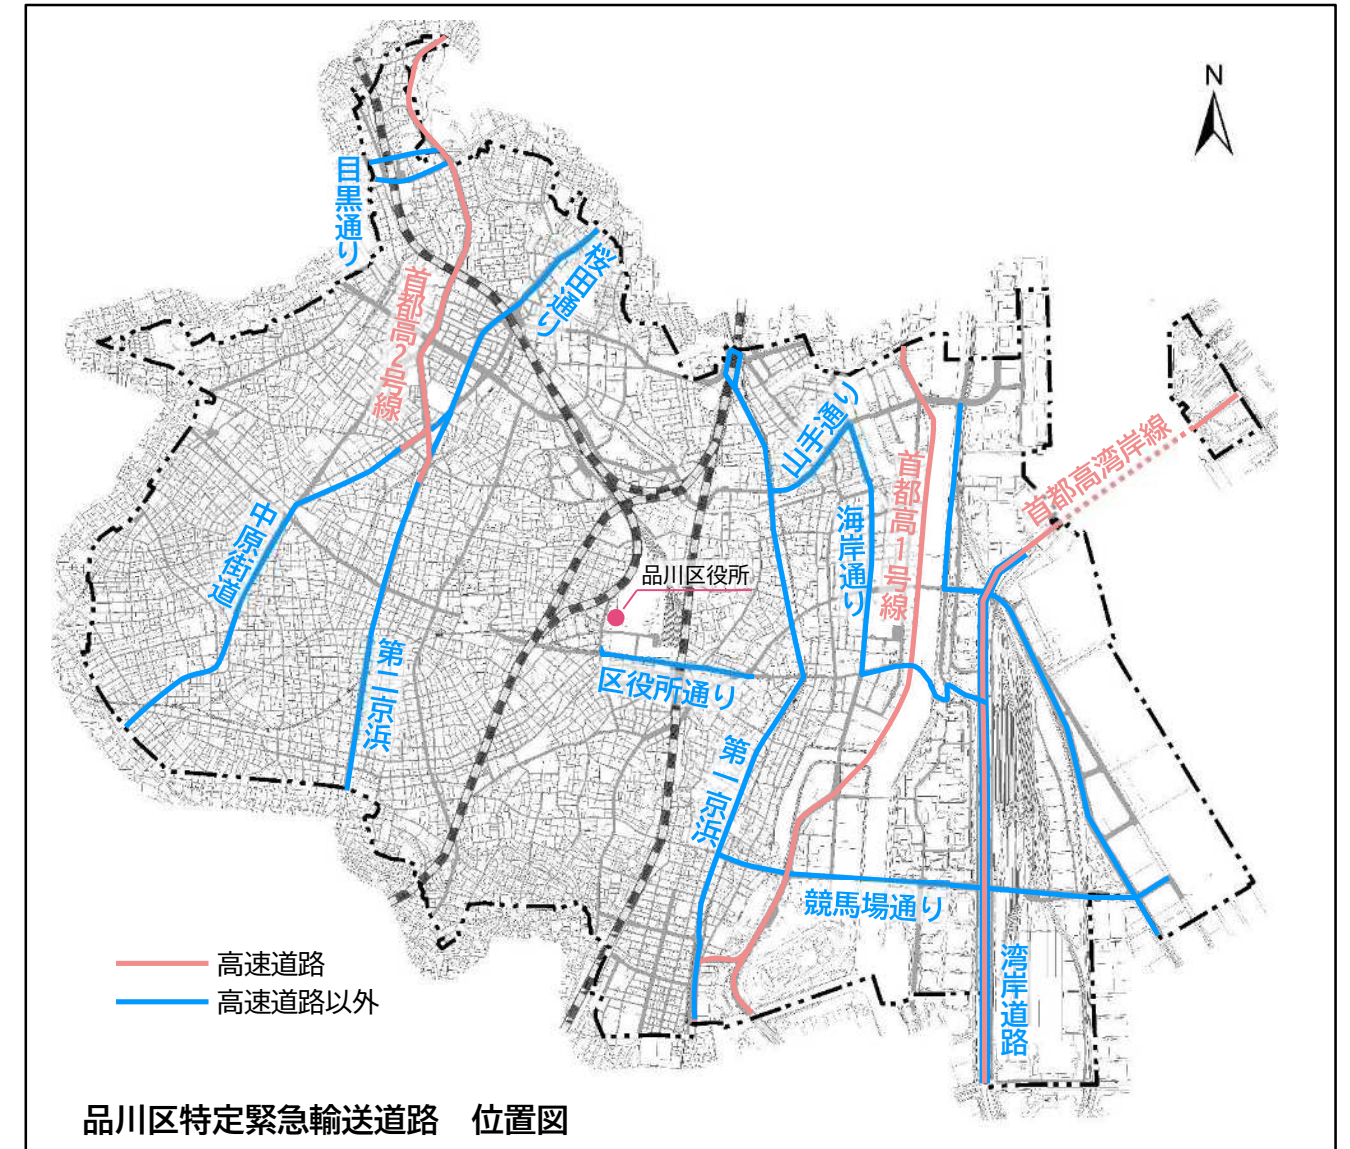 N
目黒通り
桜田通り
首都高2号線
山手通り
首都高湾岸線
首都高1号線
海岸通り
中原街道
品川区役所
第二京浜
区役所通り
第一京浜
競馬場通り
湾岸道路
高速道路
高速道路以外
品川区特定緊急輸送道路 位置図